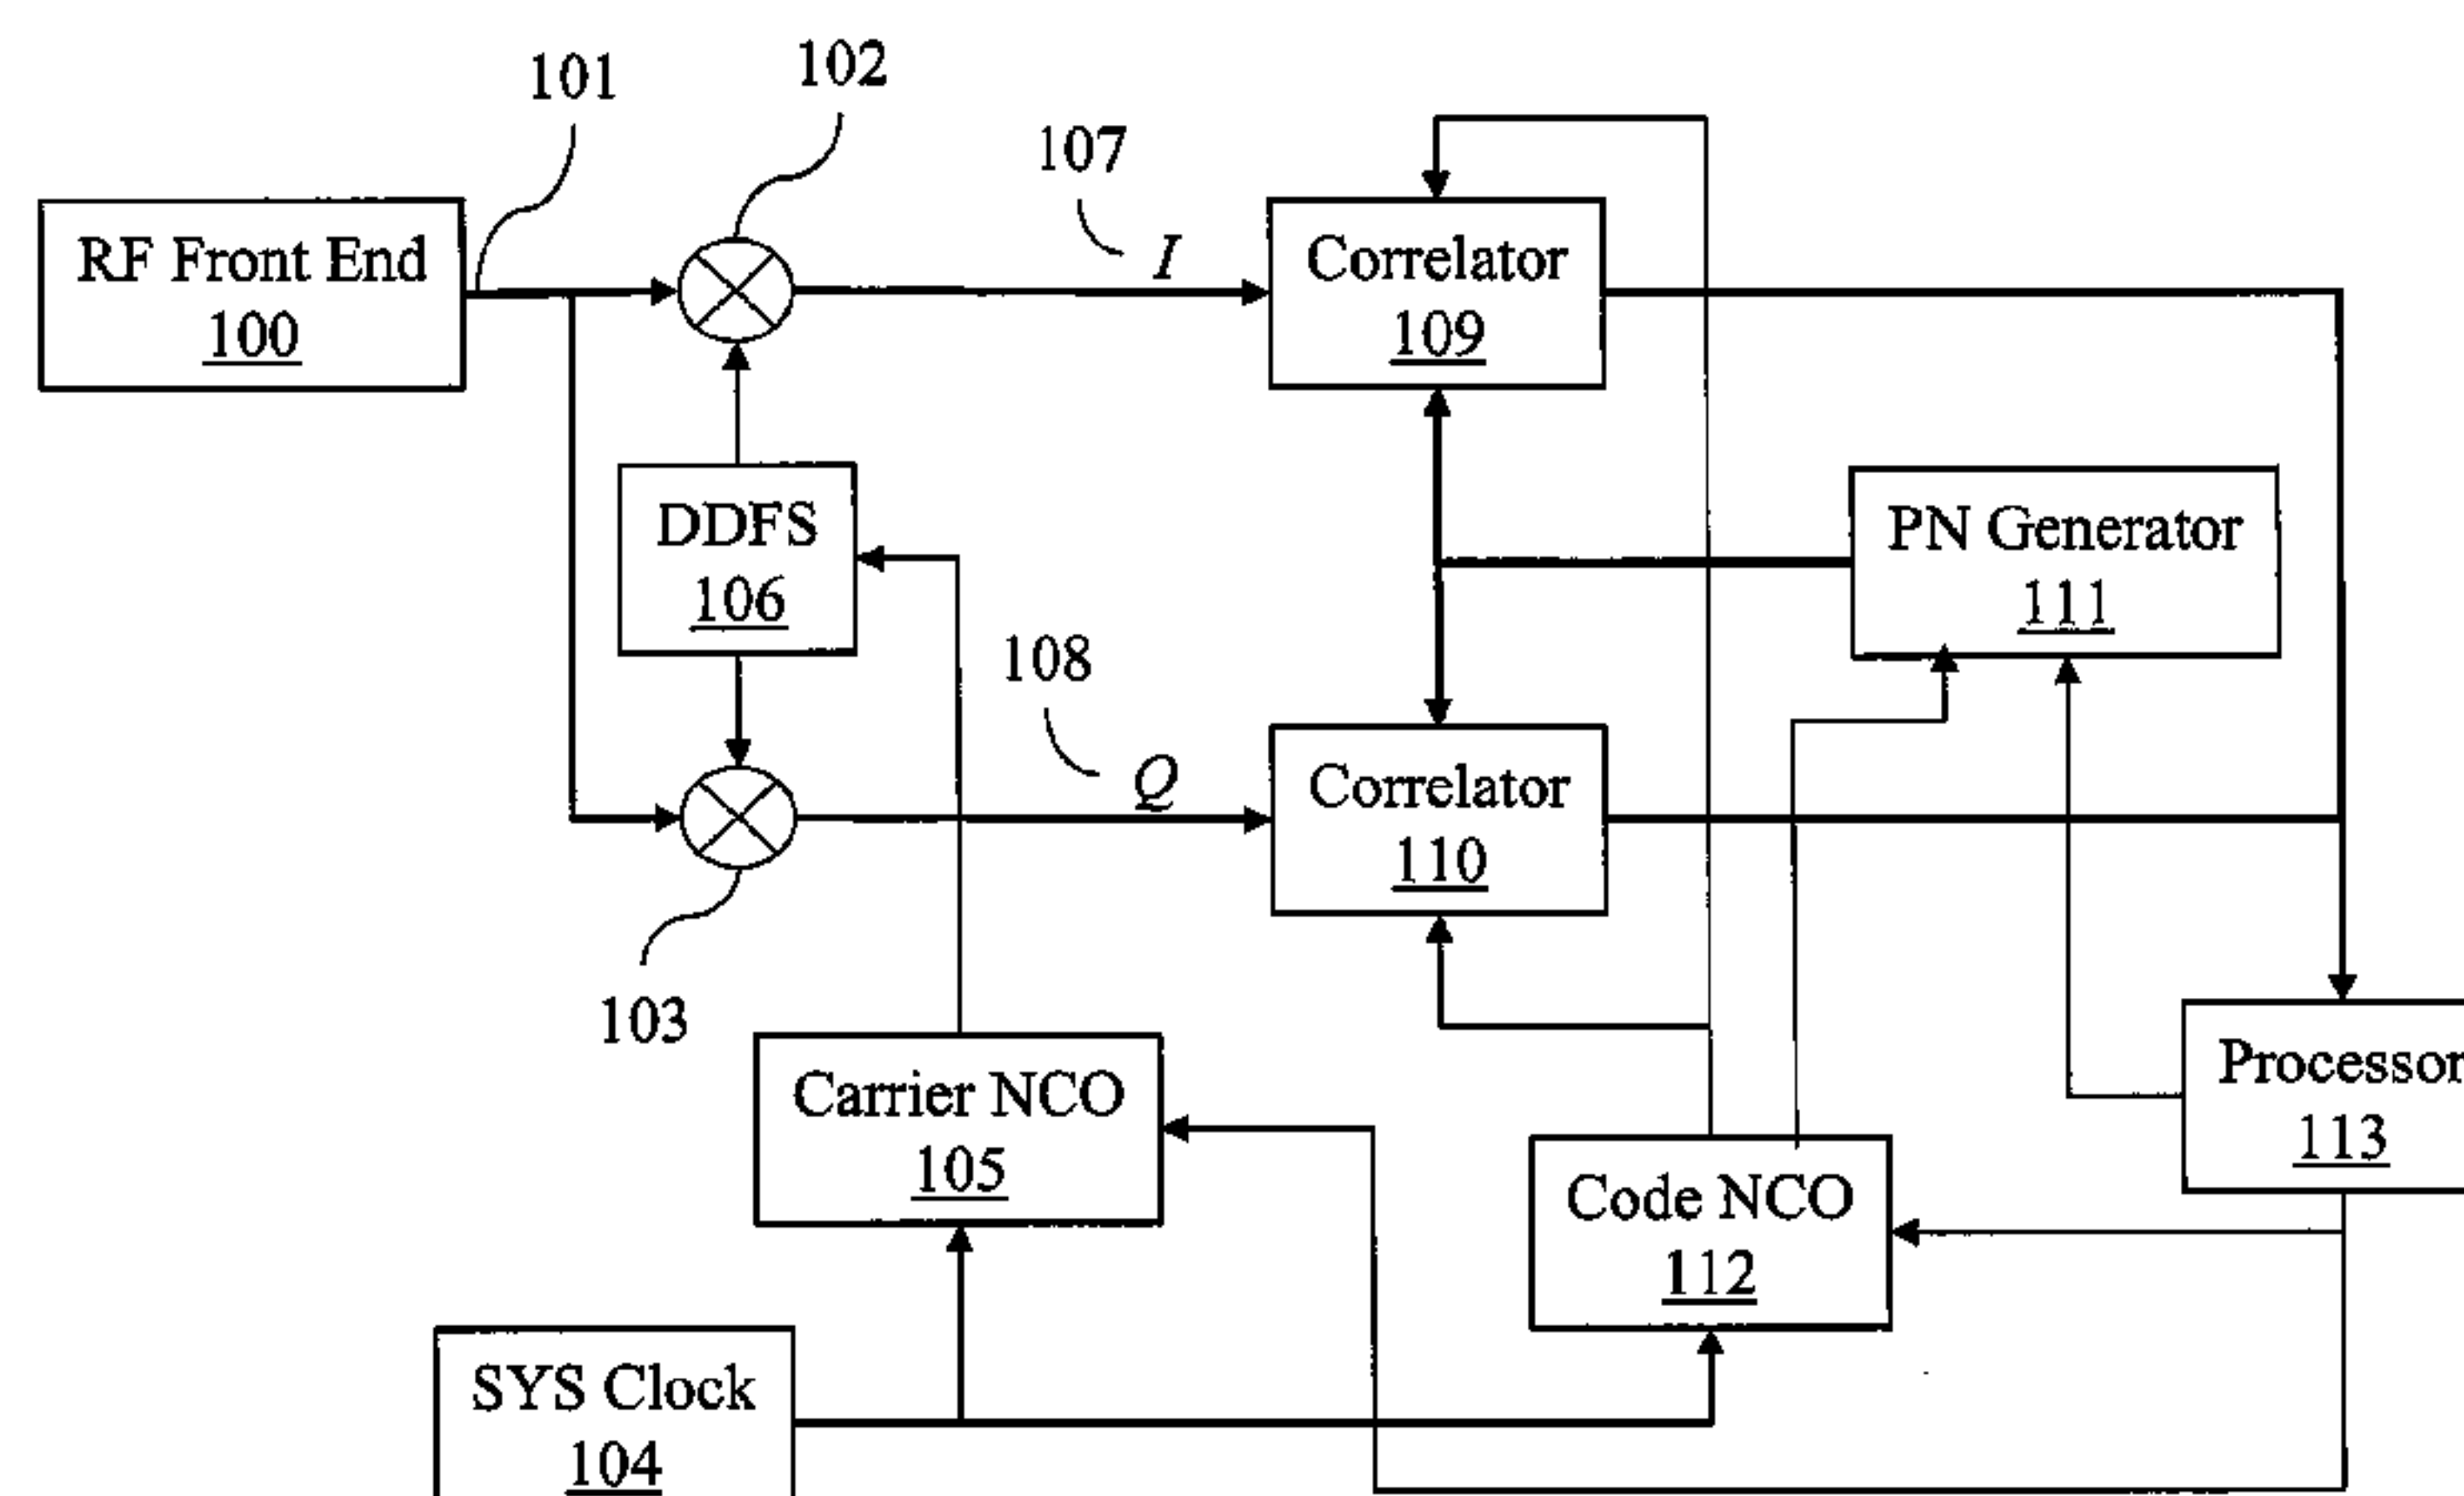 101
102
107
RF Front End
100
I
Correlator
109
DDFS
106
PN Generator
111
108
Q
Correlator
110
103
Carrier NCO
105
Processor
113
Code NCO
112
SYS Clock
104